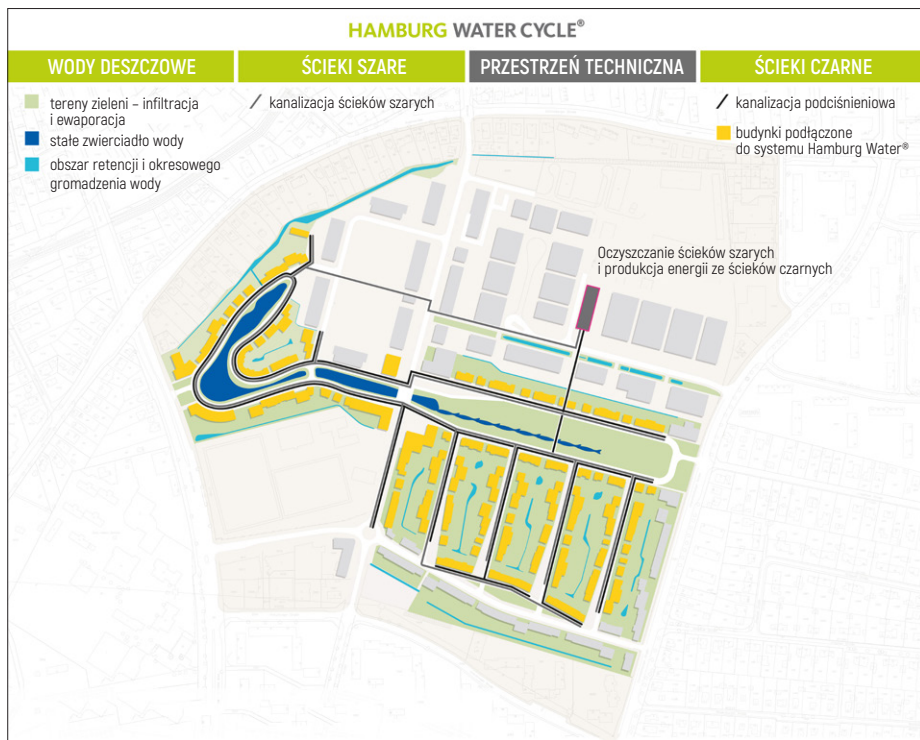 HAMBURG WATER CYCLE®
WODY DESZCZOWE
ŚCIEKI SZARE
PRZESTRZEŃ TECHNICZNA
ŚCIEKI CZARNE
tereny zieleni – infiltracja
i ewaporacja
stałe zwierciadło wody
obszar retencji i okresowego
gromadzenia wody
kanalizacja ścieków szarych
kanalizacja podciśnieniowa
budynki podłączone
do systemu Hamburg Water®
Oczyszczanie ścieków szarych
i produkcja energii ze ścieków czarnych